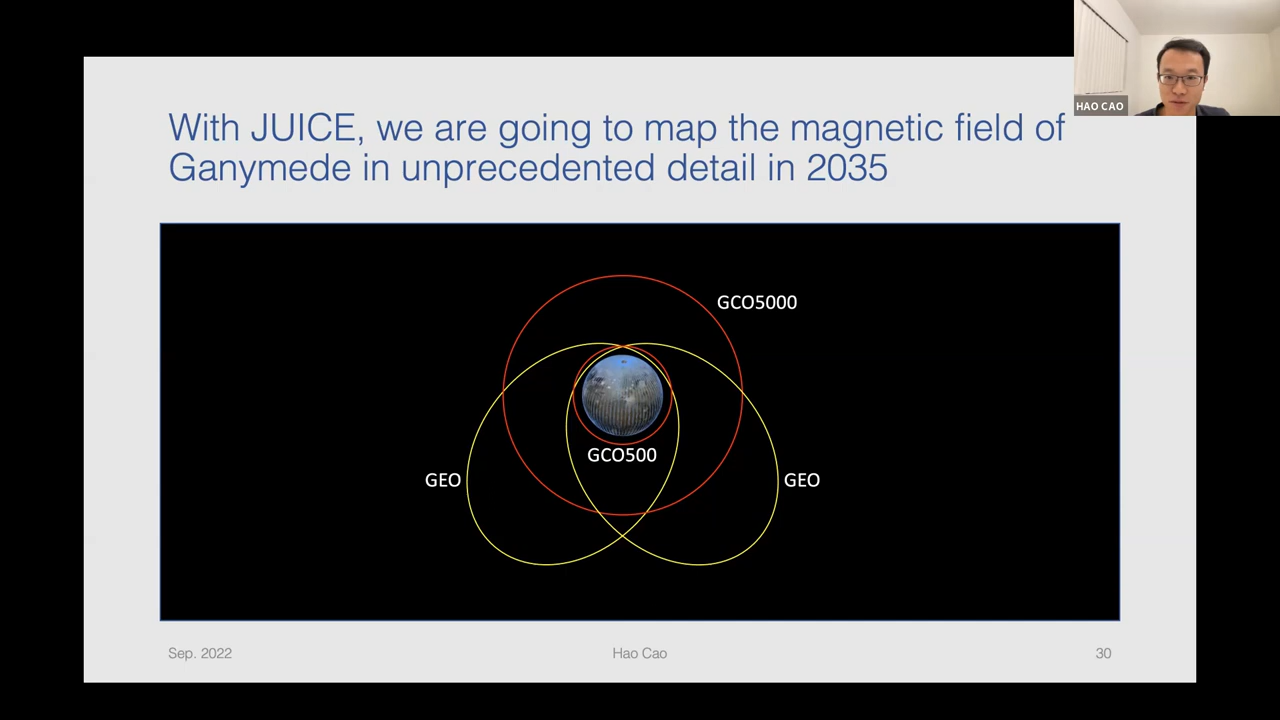 HAO CAO
With JUICE, we are going to map the magnetic field of
Ganymede in unprecedented detail in 2035
GCO5000
GCO500
GEO
GEO
Sep. 2022
Hao Cao
30